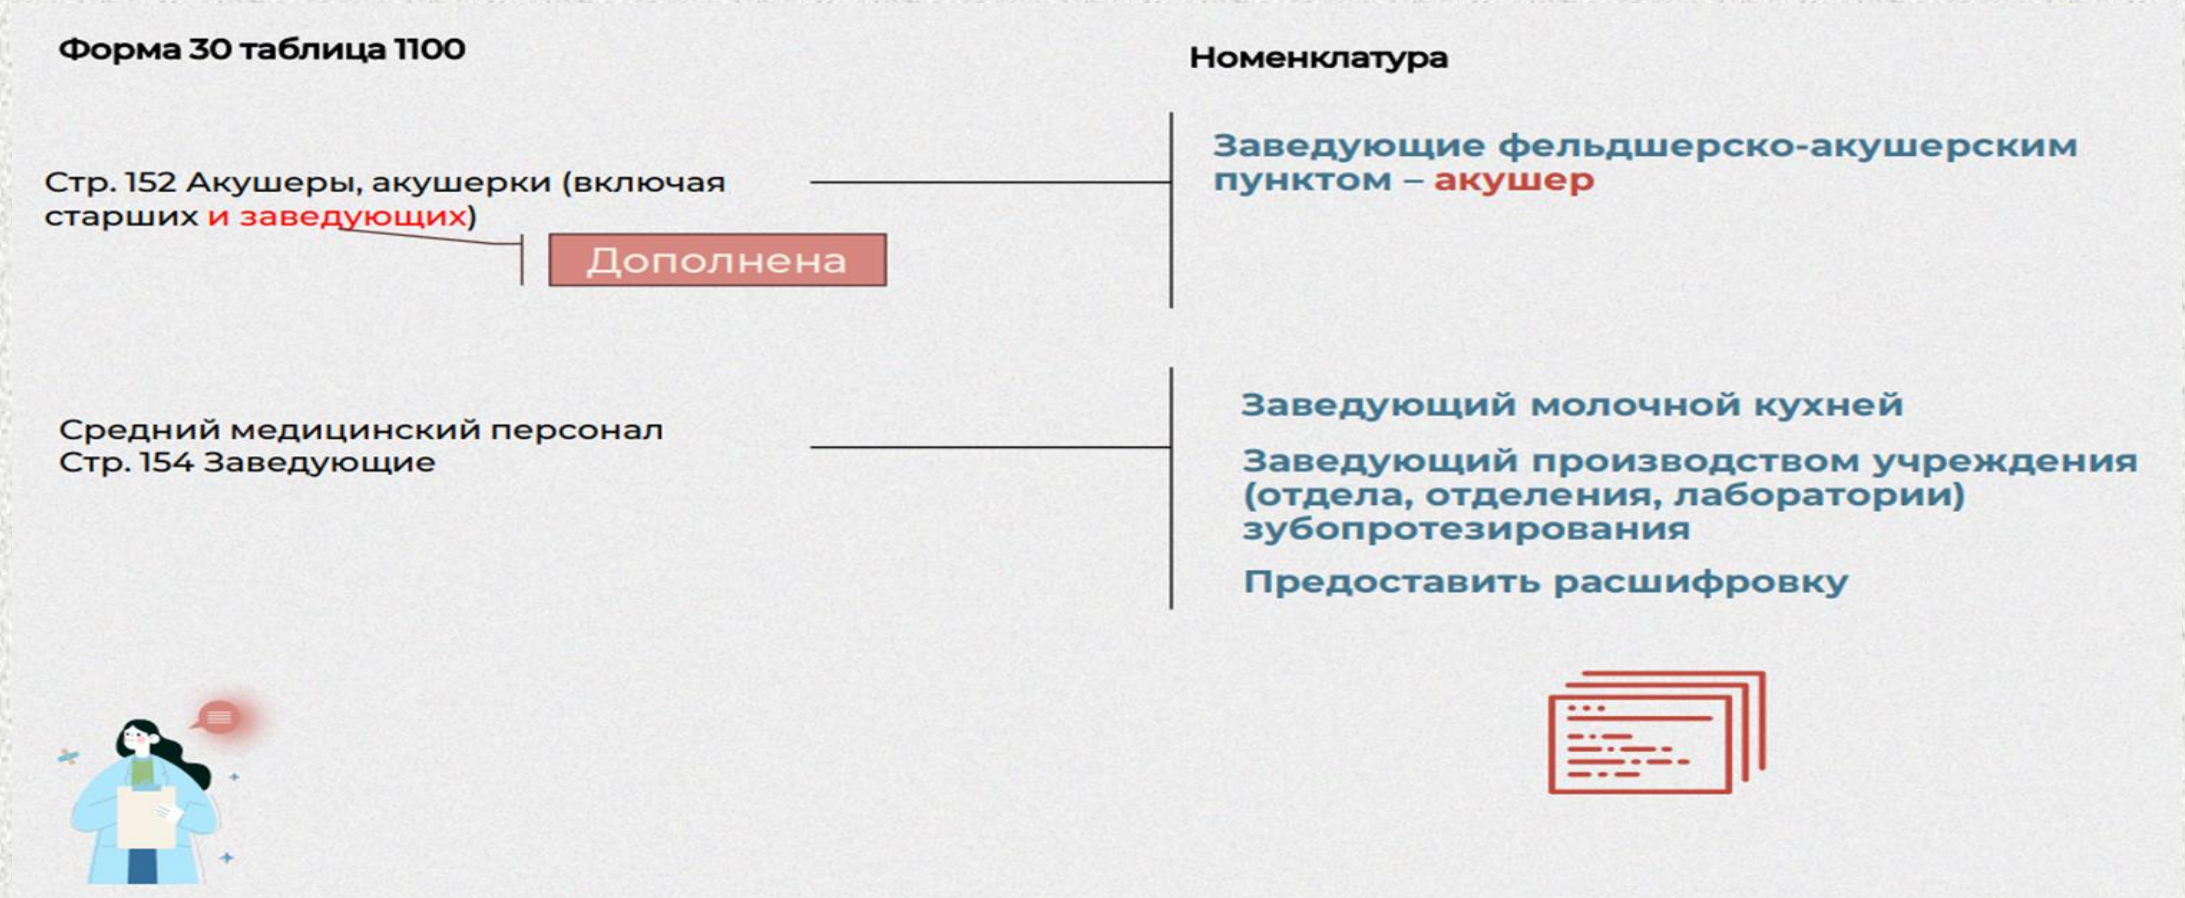 Форма 30 таблица 1100
Номенклатура
Стр. 152 Акушеры, акушерки (включая
старших и заведующих)
Дополнена
Заведующие фельдшерско-акушерским
пунктом – акушер
Средний медицинский персонал
Стр. 154 Заведующие
Заведующий молочной кухней
Заведующий производством учреждения
(отдела, отделения, лаборатории)
зубопротезирования
Предоставить расшифровку